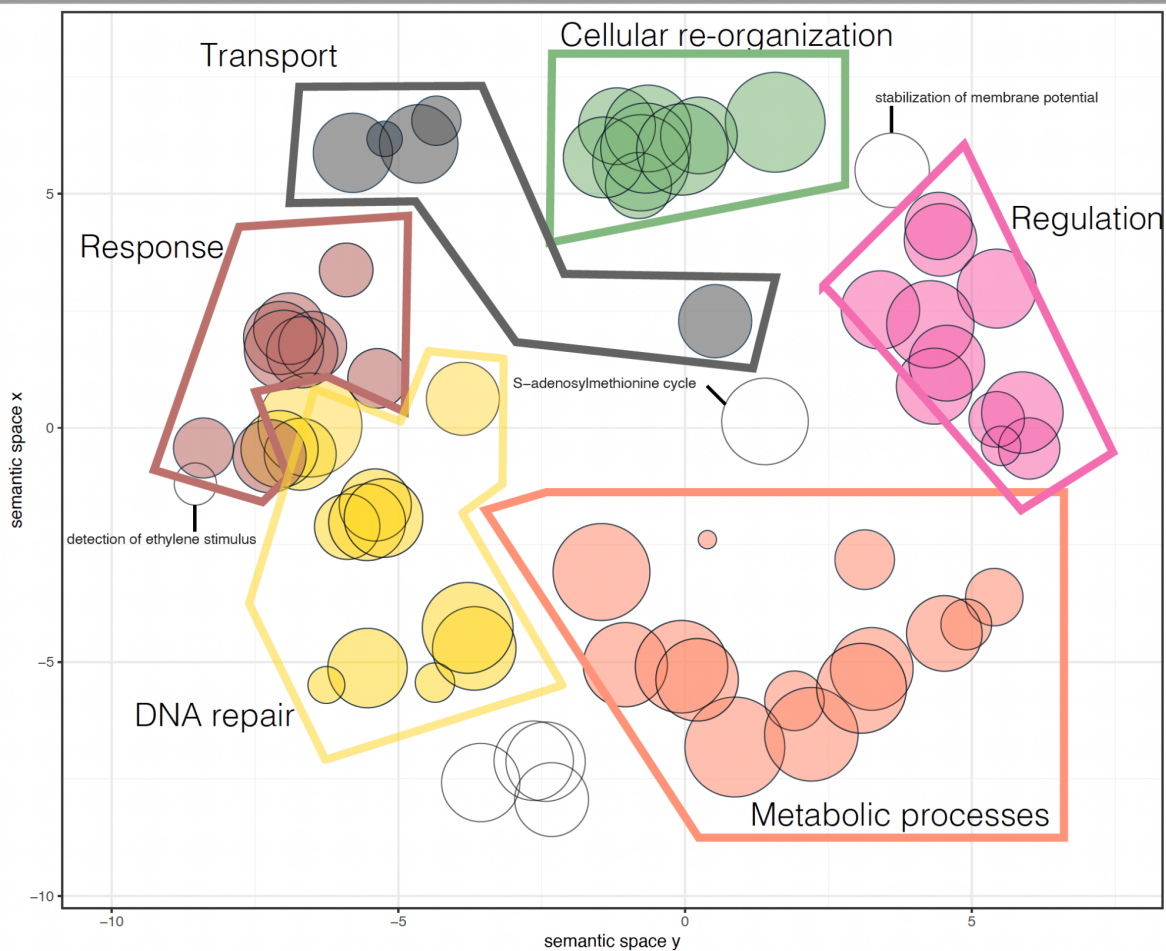 Cellular re-organization
Transport
stabilization of membrane potential
5
Regulation
Response
S−adenosylmethionine cycle
0
semantic space x
detection of ethylene stimulus
−5
DNA repair
Metabolic processes
−10
−10
−5
0
5
semantic space y